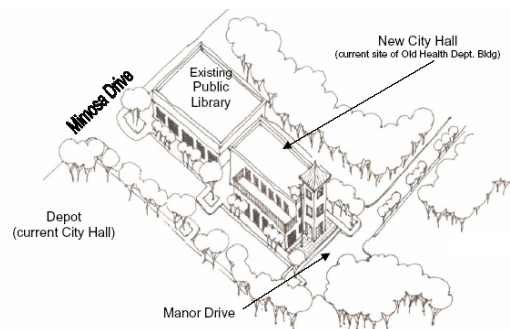 New City Hall
(current site of Old Health Dept. Bldg)
Existing
Public
Library
Mimosa Drive
Depot
(current City Hall)
Manor Drive